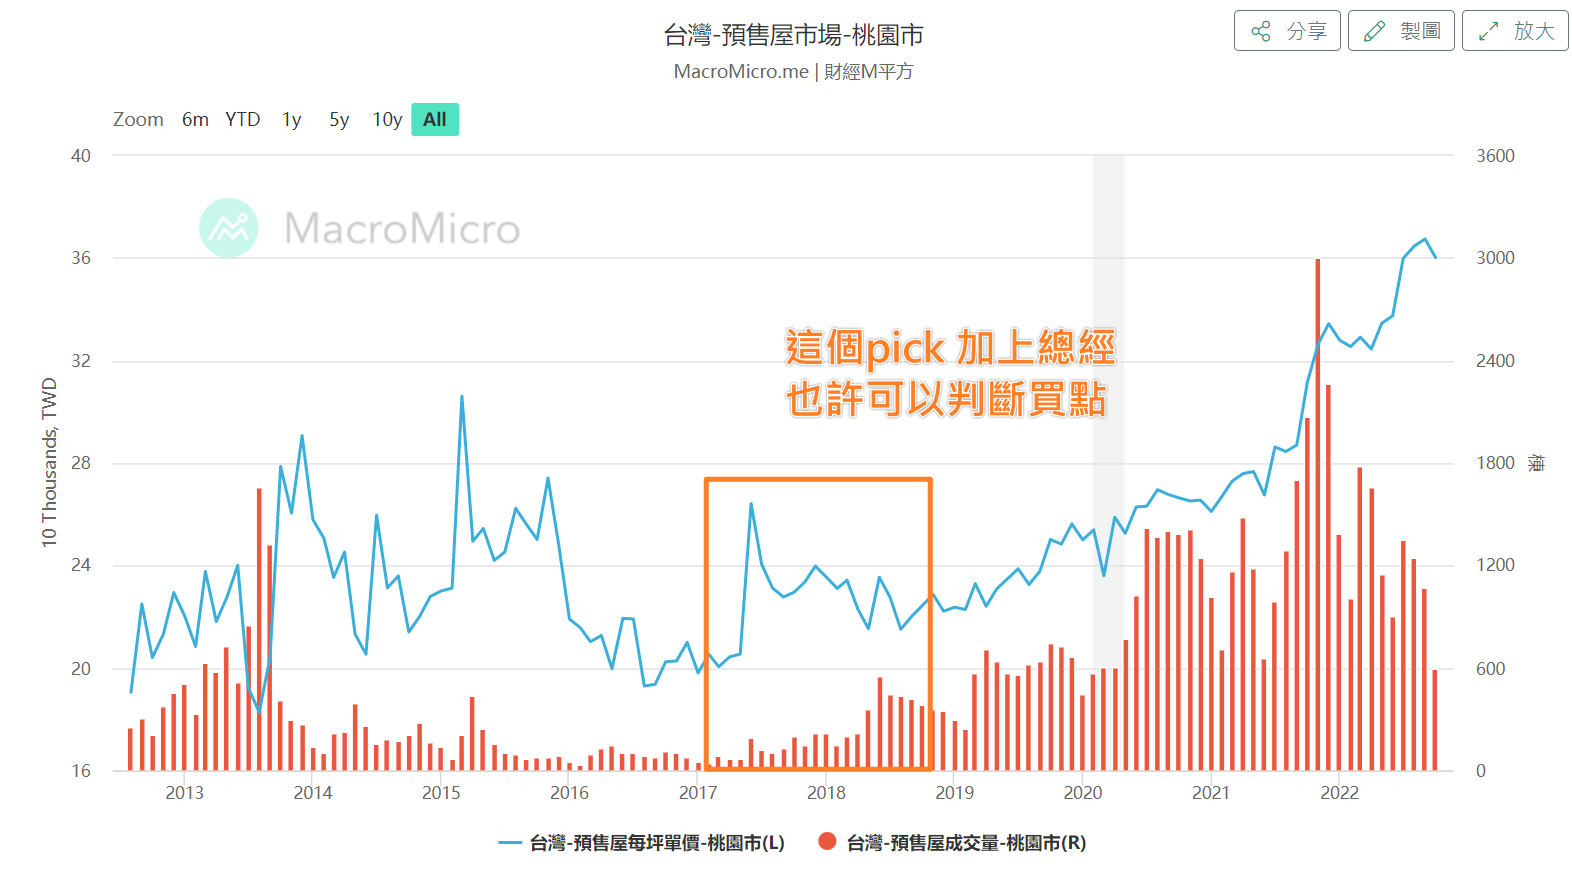 台灣-預售屋市場-桃園市
MacroMicro.me | 財經M平方
分享
製圖
放大
Zoom 6m YTD 1y 5y 10y All
MacroMicro
40
36
32
28
24
20
16
10 Thousands, TWD
3600
3000
2400
1800
1200
600
0
棟
這個pick 加上總經
也許可以判斷買點
2013 2014 2015 2016 2017 2018 2019 2020 2021 2022
台灣-預售屋每坪單價-桃園市(L) 台灣-預售屋成交量-桃園市(R)